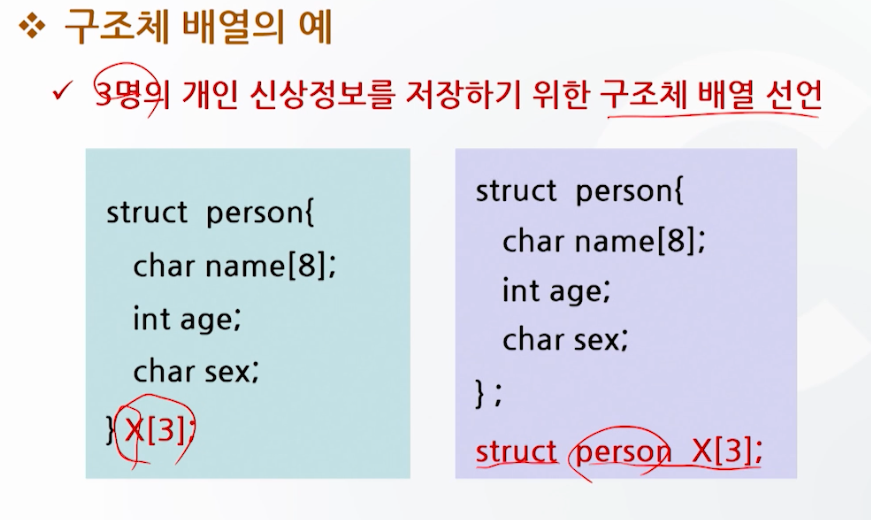 ❖ 구조체 배열의 예
✓ 3명의 개인 신상정보를 저장하기 위한 구조체 배열 선언
struct person{
char name[8];
int age;
char sex;
} X[3];
struct person{
char name[8];
int age;
char sex;
} ;
struct person X[3];